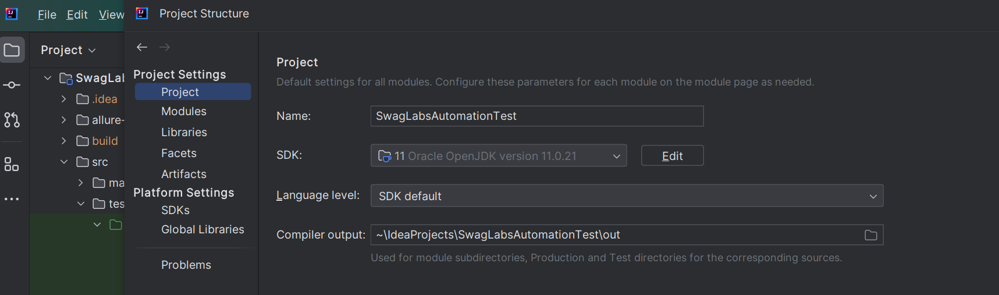 File Edit View
Project Structure
Project
SwagLab
.idea
allure-
build
src
ma
tes
Project Settings
Project
Modules
Libraries
Facets
Artifacts
Platform Settings
SDKs
Global Libraries
Problems
Project
Default settings for all modules. Configure these parameters for each module on the module page as needed.
Name: SwagLabsAutomationTest
SDK: 11 Oracle OpenJDK version 11.0.21 Edit
Language level: SDK default
Compiler output: ~\IdeaProjects\SwagLabsAutomationTest\out
Used for module subdirectories, Production and Test directories for the corresponding sources.